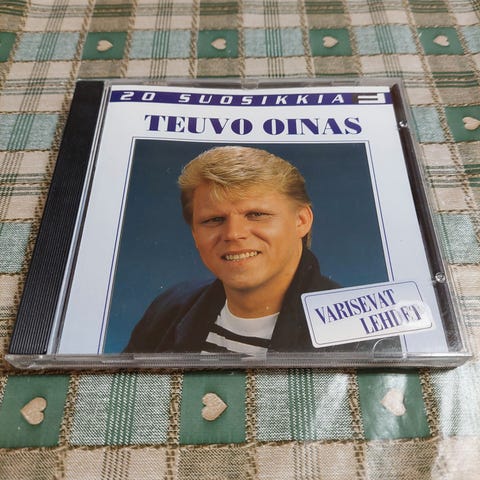 20 SUOSIKKIA
TEUVO OINAS
VARISEVAT
LEHDET